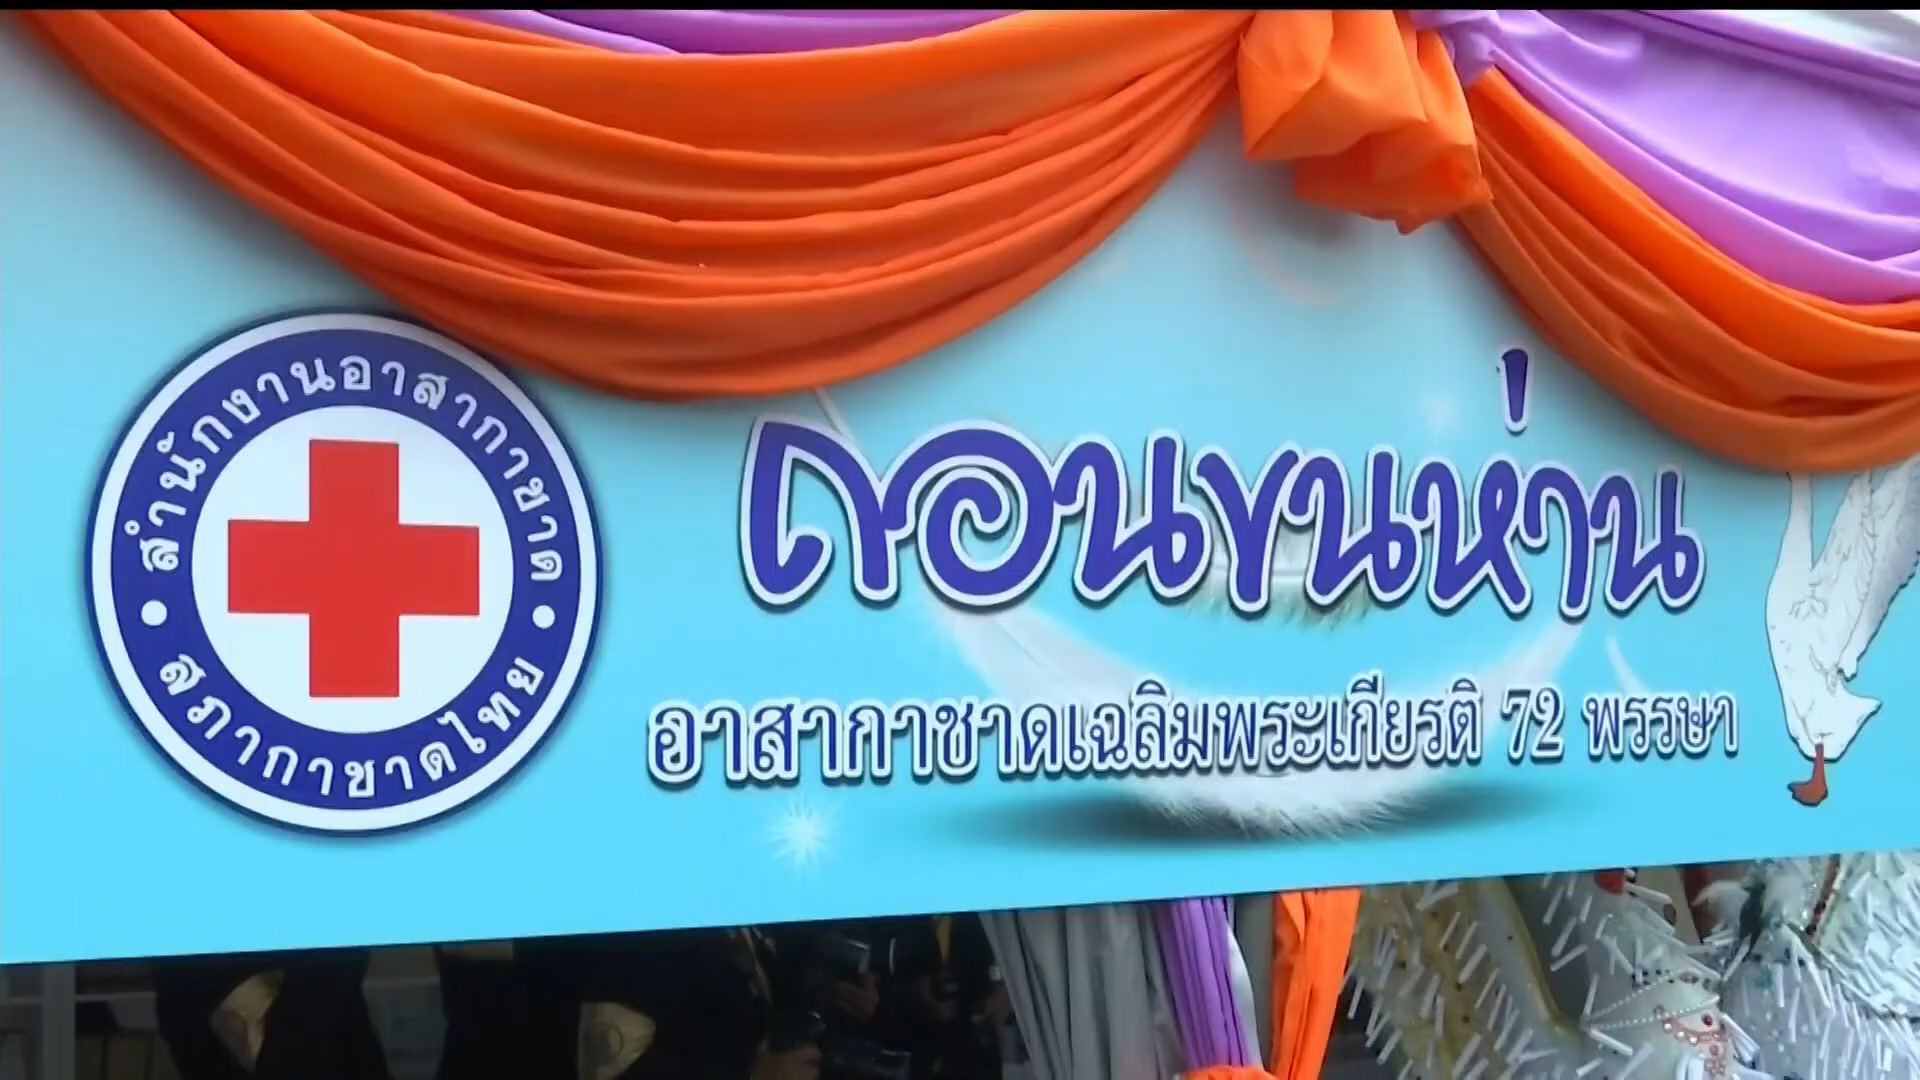 สำนักงานอาสากาชาด
สภากาชาดไทย
ถอนขนห่าน
อาสากาชาดเฉลิมพระเกียรติ 72 พรรษา